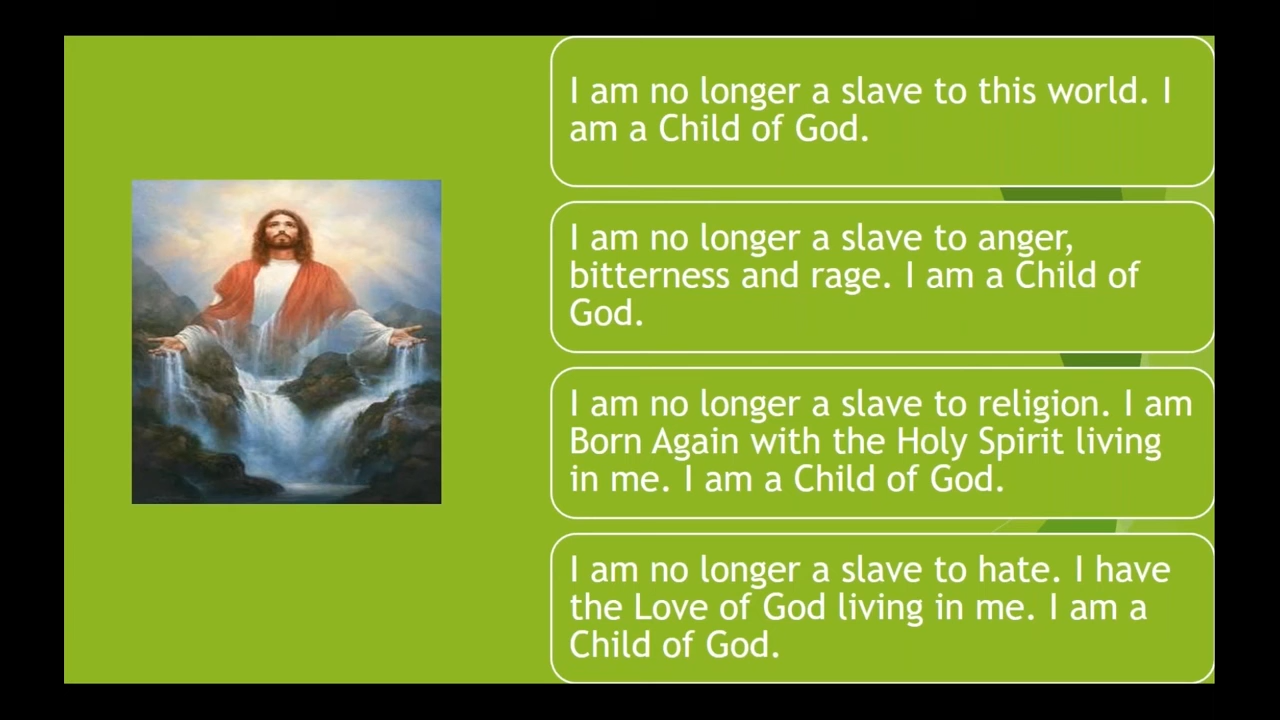 I am no longer a slave to this world. I
am a Child of God.
I am no longer a slave to anger,
bitterness and rage. I am a Child of
God.
I am no longer a slave to religion. I am
Born Again with the Holy Spirit living
in me. I am a Child of God.
I am no longer a slave to hate. I have
the Love of God living in me. I am a
Child of God.